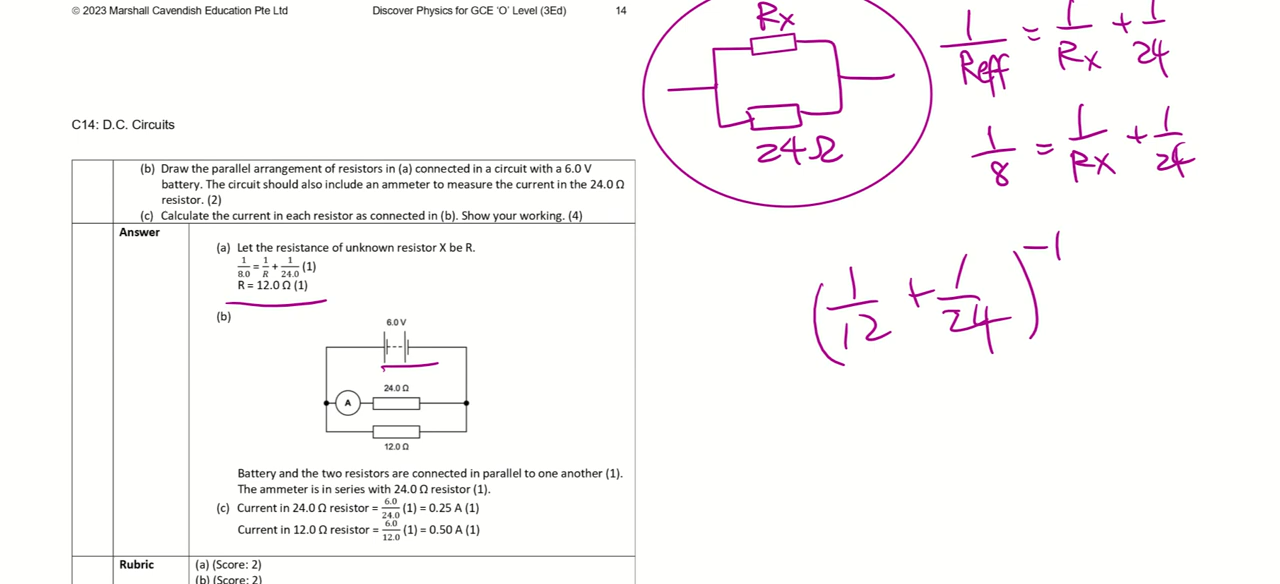 © 2023 Marshall Cavendish Education Pte Ltd Discover Physics for GCE 'O' Level (3Ed) 14
C14: D.C. Circuits
(b) Draw the parallel arrangement of resistors in (a) connected in a circuit with a 6.0 V
battery. The circuit should also include an ammeter to measure the current in the 24.0 Ω
resistor. (2)
(c) Calculate the current in each resistor as connected in (b). Show your working. (4)
Answer
(a) Let the resistance of unknown resistor X be R.
1/8.0 = 1/R + 1/24.0 (1)
R = 12.0 Ω (1)
(b)
6.0 V
24.0 Ω
A
12.0 Ω
Battery and the two resistors are connected in parallel to one another (1).
The ammeter is in series with 24.0 Ω resistor (1).
(c) Current in 24.0 Ω resistor = 6.0/24.0 (1) = 0.25 A (1)
Current in 12.0 Ω resistor = 6.0/12.0 (1) = 0.50 A (1)
Rubric (a) (Score: 2)
(b) (Score: 2)
Rx
24Ω
1/Reff = 1/Rx + 1/24
1/8 = 1/Rx + 1/24
(1/12 + 1/24)^-1